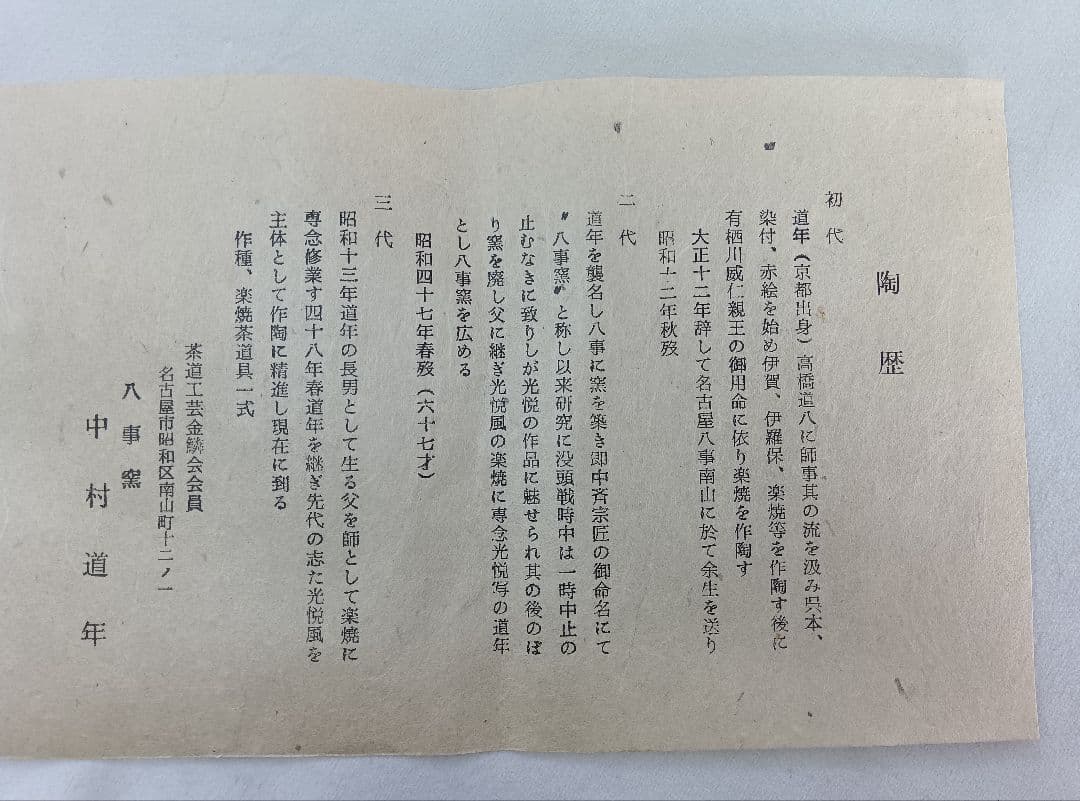 陶歴
初代
道年（京都出身）高橋道八に師事其の流を汲み呉本、
染付、赤絵を始め伊賀、伊羅保、楽焼等を作陶す後に
有栖川威仁親王の御用命に依り楽焼を作陶す
大正十二年辞して名古屋八事南山に於て余生を送り
昭和十二年秋歿
二代
道年を襲名し八事に窯を築き即中斉宗匠の御命名にて
〝八事窯〟と称し以来研究に没頭戦時中は一時中止の
止むなきに致りしが光悦の作品に魅せられ其の後のぼ
り窯を廃し父に継ぎ光悦風の楽焼に専念光悦写の道年
とし八事窯を広める
昭和四十七年春歿（六十七才）
三代
昭和十三年道年の長男として生る父を師として楽焼に
専念修業す四十八年春道年を継ぎ先代の志た光悦風を
主体として作陶に精進し現在に到る
作種、楽焼茶道具一式
茶道工芸金鱗会会員
名古屋市昭和区南山町十二ノ一
八事窯
中村道年